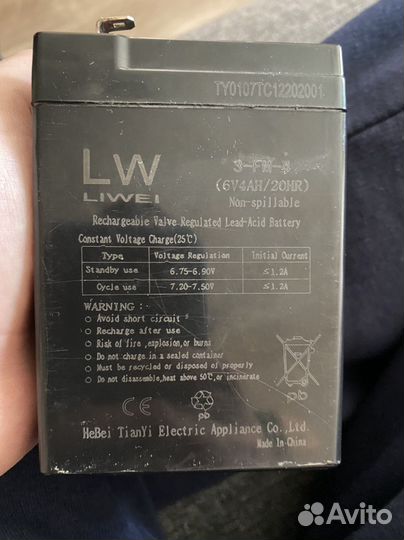 TY0107TC12202001
LW
LIWEI
3-FM-4
(6V4AH/20HR)
Non-spillable
Rechargeable Valve Regulated Lead-Acid Battery
Constant Voltage Charge(25℃)
Type Voltage Regulation Initial Current
Standby use 6.75-6.90V ≤1.2A
Cycle use 7.20-7.50V ≤1.2A
WARNING:
Avoid short circuit
Recharge after use
Risk of fire ,explosion,or burns
Do not charge in a sealed container
Must be recycled or disposed of properly
Do not disassemble,heat above 50℃,or incinerate
CE
pb
pb
HeBei TianYi Electric Appliance Co.,Ltd.
Made In China
Avito